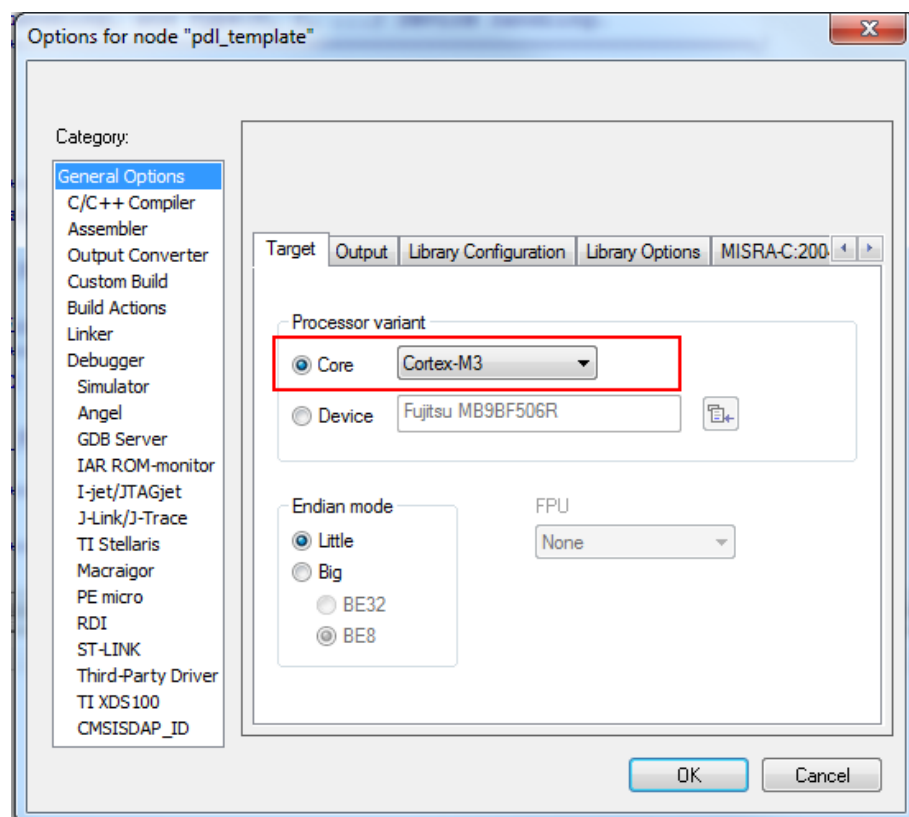 Options for node "pdl_template"
Category:
General Options
C/C++ Compiler
Assembler
Output Converter
Custom Build
Build Actions
Linker
Debugger
Simulator
Angel
GDB Server
IAR ROM-monitor
I-jet/JTAGjet
J-Link/J-Trace
TI Stellaris
Macraigor
PE micro
RDI
ST-LINK
Third-Party Driver
TI XDS100
CMSISDAP_ID
Target Output Library Configuration Library Options MISRA-C:200
Processor variant
Core Cortex-M3
Device Fujitsu MB9BF506R
Endian mode FPU
Little None
Big
BE32
BE8
OK Cancel